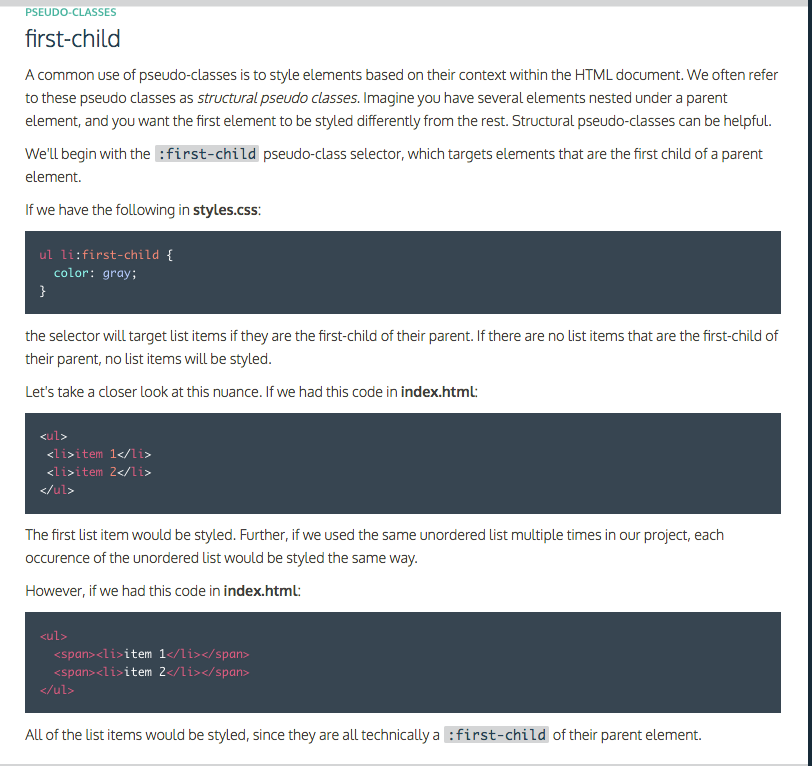 PSEUDO-CLASSES
first-child
A common use of pseudo-classes is to style elements based on their context within the HTML document. We often refer
to these pseudo classes as structural pseudo classes. Imagine you have several elements nested under a parent
element, and you want the first element to be styled differently from the rest. Structural pseudo-classes can be helpful.
We'll begin with the :first-child pseudo-class selector, which targets elements that are the first child of a parent
element.
If we have the following in styles.css:
ul li:first-child {
  color: gray;
}
the selector will target list items if they are the first-child of their parent. If there are no list items that are the first-child of
their parent, no list items will be styled.
Let's take a closer look at this nuance. If we had this code in index.html:
<ul>
 <li>item 1</li>
 <li>item 2</li>
</ul>
The first list item would be styled. Further, if we used the same unordered list multiple times in our project, each
occurence of the unordered list would be styled the same way.
However, if we had this code in index.html:
<ul>
  <span><li>item 1</li></span>
  <span><li>item 2</li></span>
</ul>
All of the list items would be styled, since they are all technically a :first-child of their parent element.